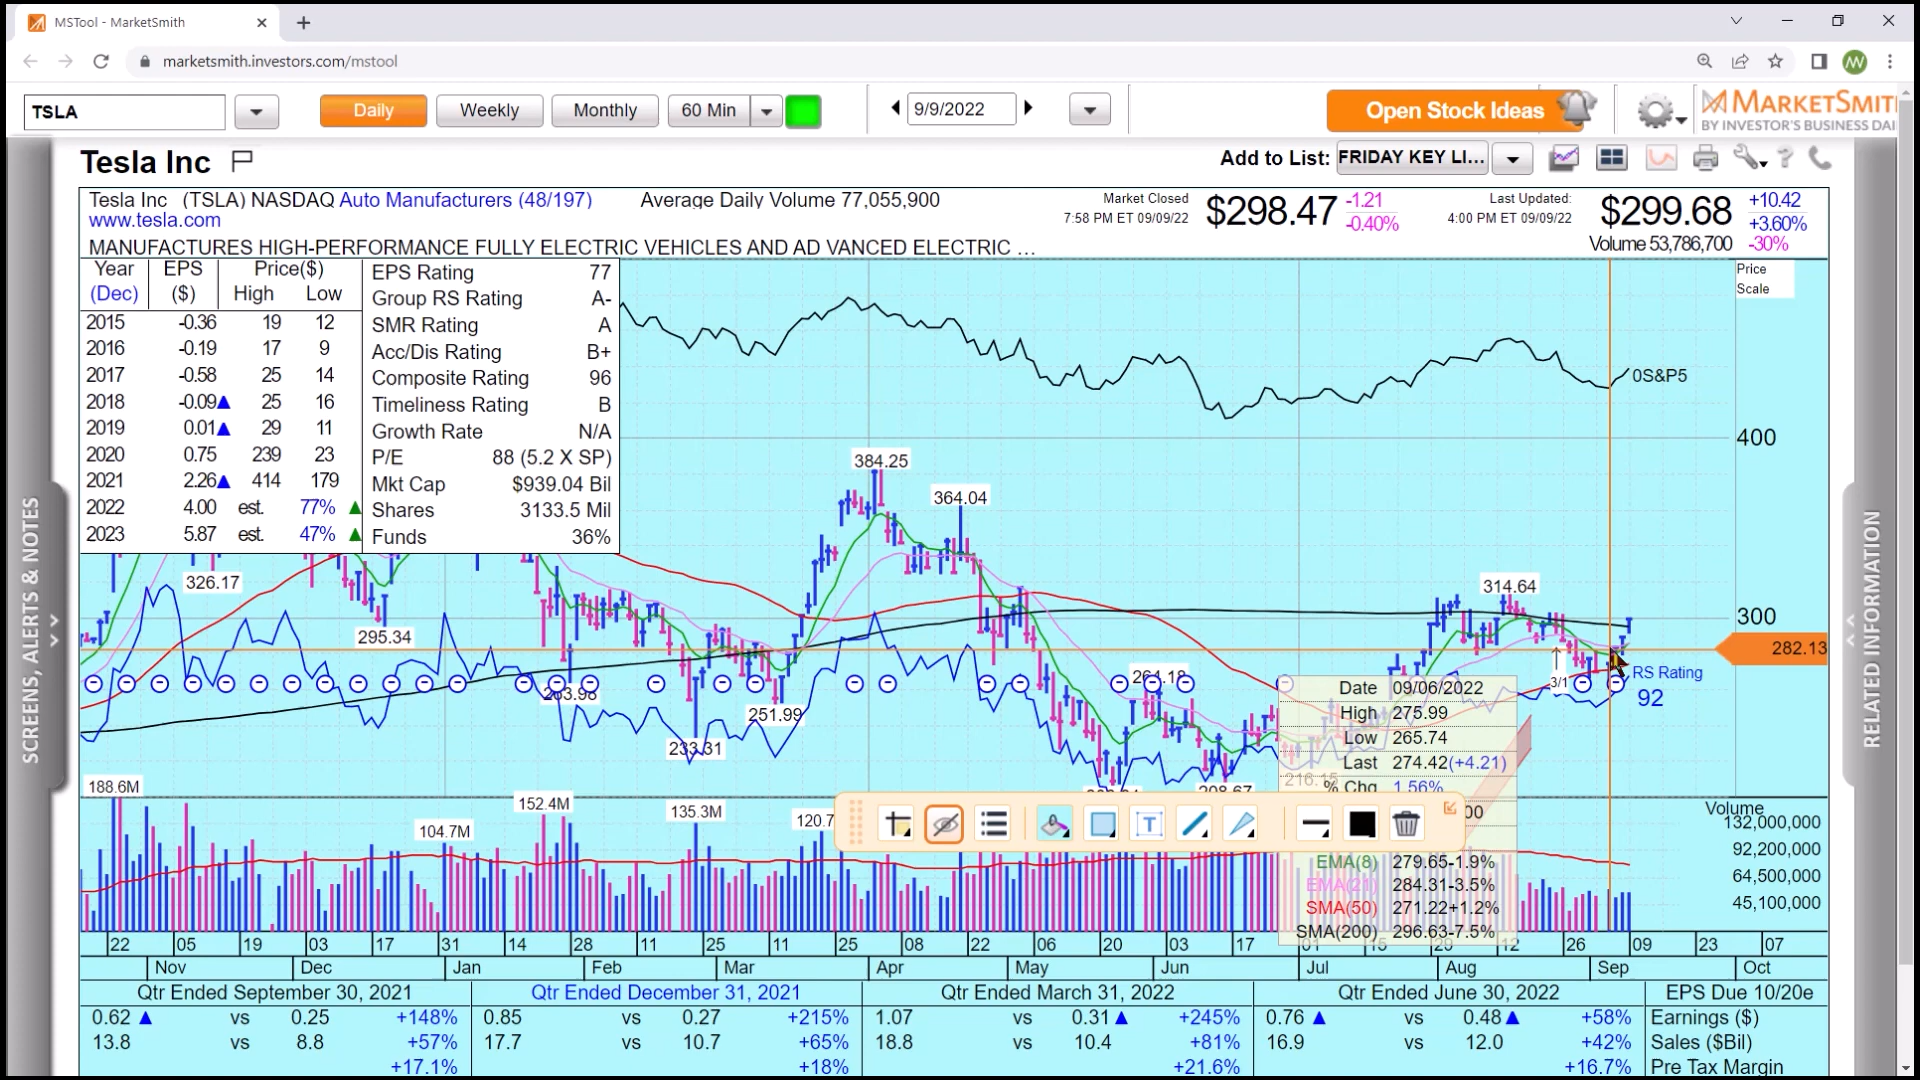 MSTool - MarketSmith
marketsmith.investors.com/mstool
TSLA
Daily
Weekly
Monthly
60 Min
9/9/2022
Open Stock Ideas
MARKETSMIT
BY INVESTOR'S BUSINESS DAI
Tesla Inc
Add to List:
FRIDAY KEY LI...
Tesla Inc (TSLA) NASDAQ Auto Manufacturers (48/197) Average Daily Volume 77,055,900
www.tesla.com
MANUFACTURES HIGH-PERFORMANCE FULLY ELECTRIC VEHICLES AND AD VANCED ELECTRIC ...
Market Closed
7:58 PM ET 09/09/22
$298.47
-1.21
-0.40%
Last Updated:
4:00 PM ET 09/09/22
$299.68
+10.42
+3.60%
Volume 53,786,700 -30%
Year EPS Price($)
(Dec) ($) High Low
2015 -0.36 19 12
2016 -0.19 17 9
2017 -0.58 25 14
2018 -0.09 25 16
2019 0.01 29 11
2020 0.75 239 23
2021 2.26 414 179
2022 4.00 est. 77%
2023 5.87 est. 47%
EPS Rating 77
Group RS Rating A-
SMR Rating A
Acc/Dis Rating B+
Composite Rating 96
Timeliness Rating B
Growth Rate N/A
P/E 88 (5.2 X SP)
Mkt Cap $939.04 Bil
Shares 3133.5 Mil
Funds 36%
Price
Scale
0S&P5
400
384.25
364.04
326.17
314.64
300
295.34
282.13
RS Rating
92
3/1
261.18
251.99
233.31
Date 09/06/2022
High 275.99
Low 265.74
Last 274.42(+4.21)
% Chg 1.56%
00
EMA(8) 279.65-1.9%
EMA(21) 284.31-3.5%
SMA(50) 271.22+1.2%
SMA(200) 296.63-7.5%
188.6M
152.4M
135.3M
120.7
104.7M
Volume
132,000,000
92,200,000
64,500,000
45,100,000
22 05 19 03 17 31 14 28 11 25 11 25 08 22 06 20 03 17 01 15 29 12 26 09 23 07
Nov Dec Jan Feb Mar Apr May Jun Jul Aug Sep Oct
Qtr Ended September 30, 2021 Qtr Ended December 31, 2021 Qtr Ended March 31, 2022 Qtr Ended June 30, 2022 EPS Due 10/20e
0.62 vs 0.25 +148% 0.85 vs 0.27 +215% 1.07 vs 0.31 +245% 0.76 vs 0.48 +58% Earnings ($)
13.8 vs 8.8 +57% 17.7 vs 10.7 +65% 18.8 vs 10.4 +81% 16.9 vs 12.0 +42% Sales ($Bil)
+17.1% +18% +21.6% +16.7% Pre Tax Margin
SCREENS, ALERTS & NOTES
RELATED INFORMATION